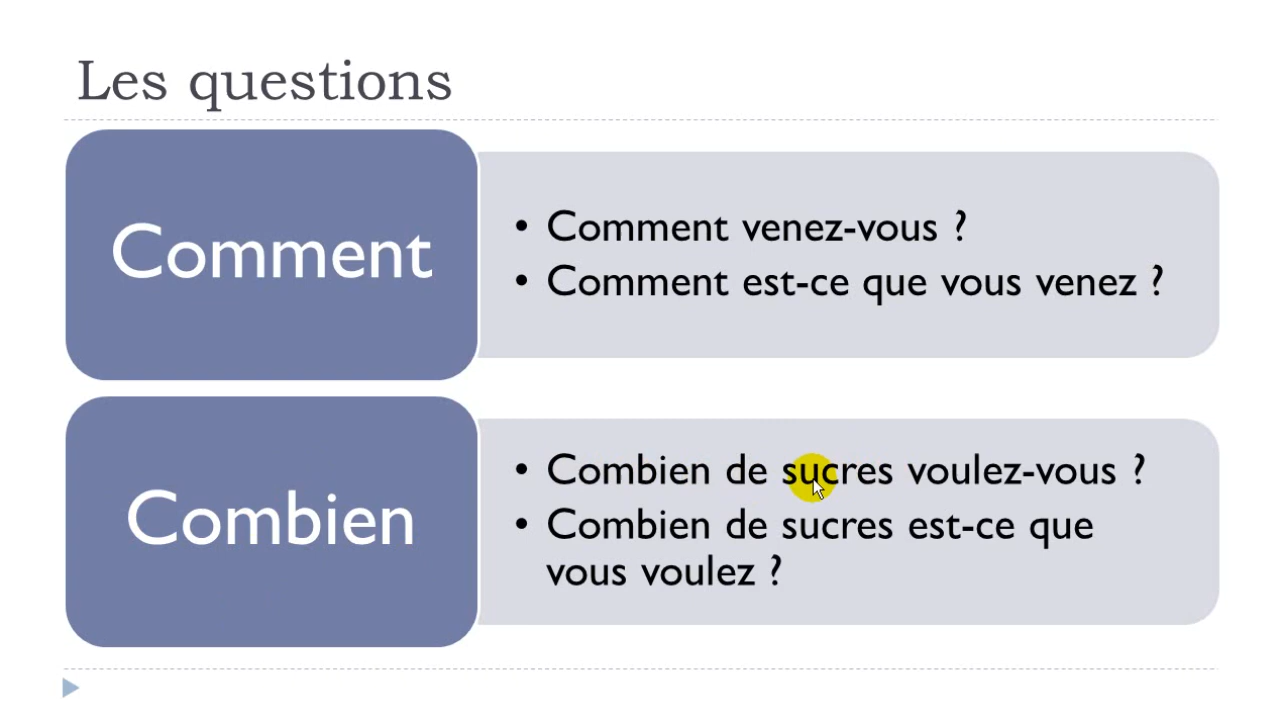 Les questions
Comment
• Comment venez-vous ?
• Comment est-ce que vous venez ?
Combien
• Combien de sucres voulez-vous ?
• Combien de sucres est-ce que
vous voulez ?